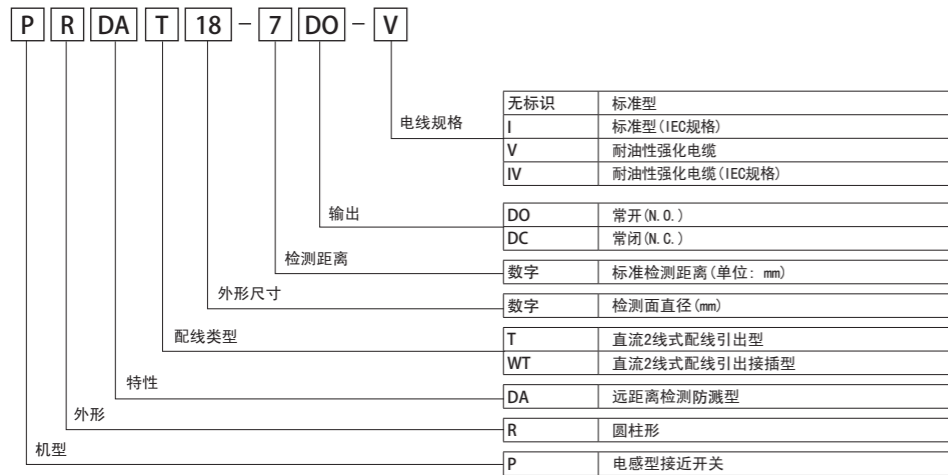 P R DA T 18 - 7 DO - V
电线规格
无标识 标准型
I 标准型(IEC规格)
V 耐油性强化电缆
IV 耐油性强化电缆(IEC规格)
输出
DO 常开(N.O.)
DC 常闭(N.C.)
检测距离
数字 标准检测距离(单位: mm)
外形尺寸
数字 检测面直径(mm)
配线类型
T 直流2线式配线引出型
WT 直流2线式配线引出接插型
特性
DA 远距离检测防溅型
外形
R 圆柱形
机型
P 电感型接近开关